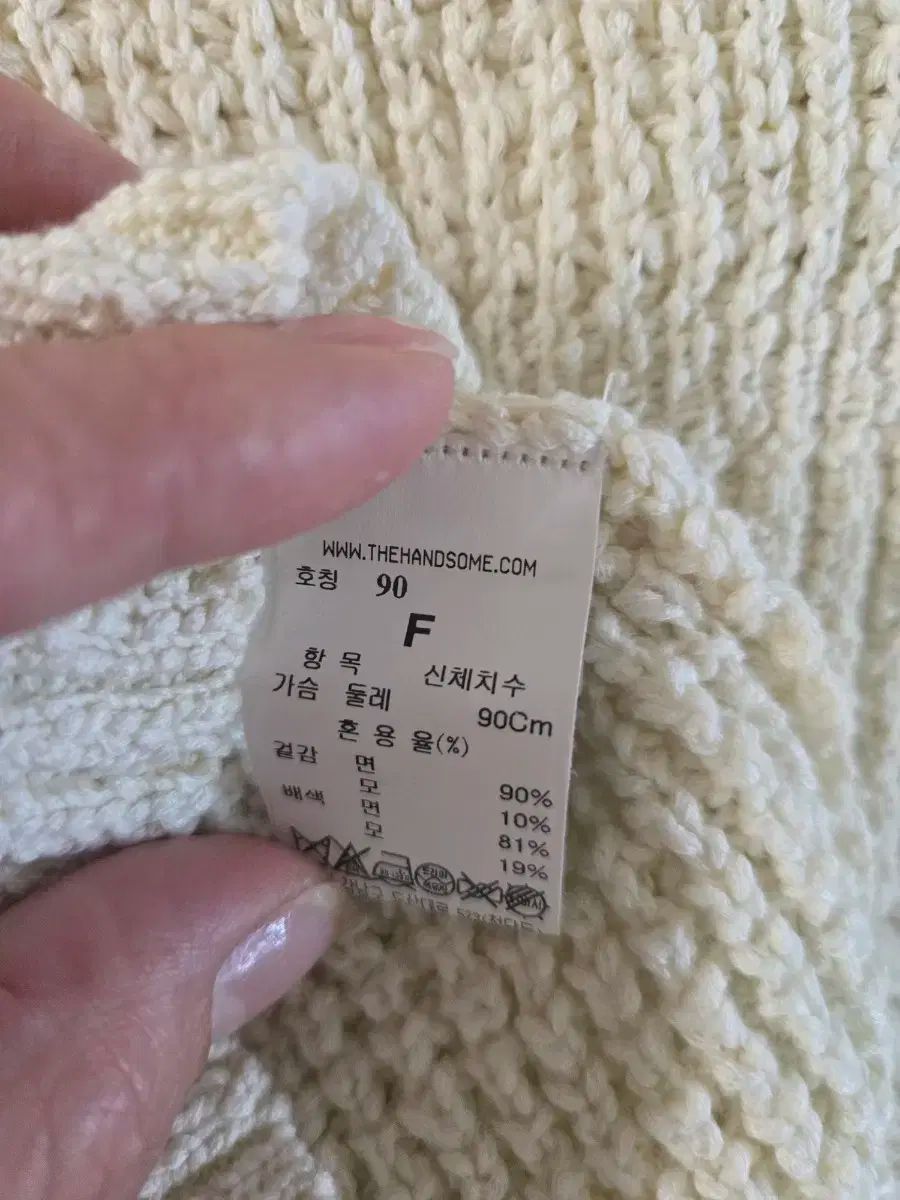 WWW.THEHANDSOME.COM
호칭 90
F
항 목 신체치수
가슴 둘레 90Cm
혼 용 율(%)
겉감 면 90%
모 10%
배색 면 81%
모 19%